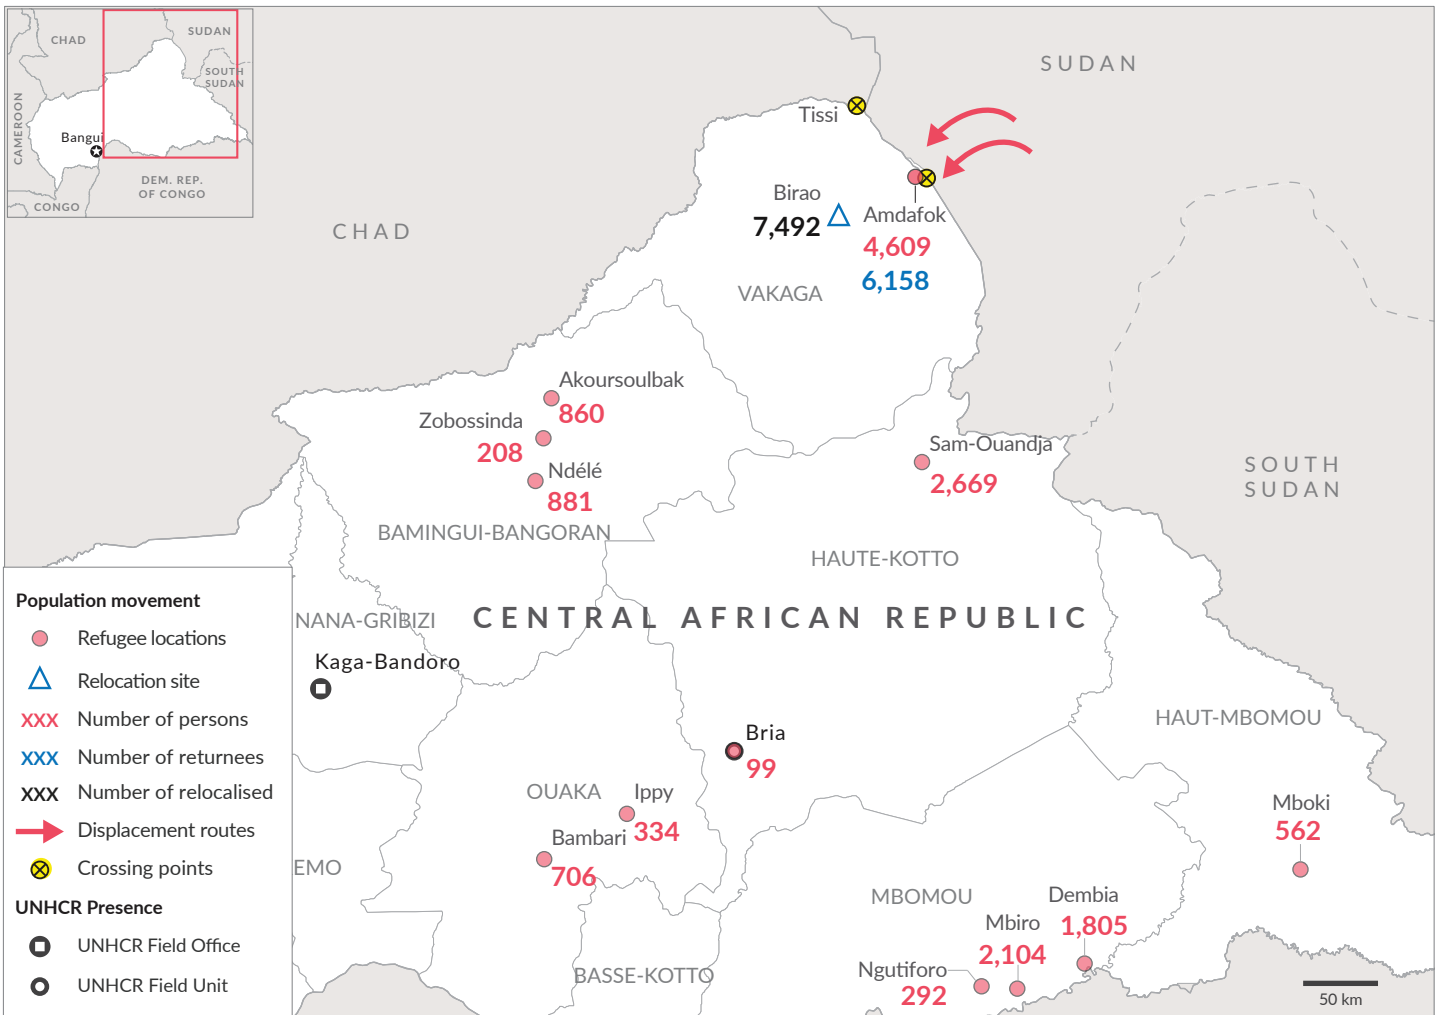 CHAD
SUDAN
SOUTH
SUDAN
CAMEROON
Bangui
DEM. REP.
OF CONGO
CONGO
SUDAN
Tissi
Birao
7,492
Amdafok
4,609
6,158
CHAD
VAKAGA
Akoursoulbak
860
Zobossinda
208
Ndélé
881
Sam-Ouandja
2,669
SOUTH
SUDAN
BAMINGUI-BANGORAN
HAUTE-KOTTO
CENTRAL AFRICAN REPUBLIC
NANA-GRIBIZI
Kaga-Bandoro
HAUT-MBOMOU
Bria
99
OUAKA
Ippy
334
Bambari
706
Mboki
562
EMO
MBOMOU
Dembia
1,805
Mbiro
2,104
Ngutiforo
292
BASSE-KOTTO
Population movement
Refugee locations
Relocation site
XXX Number of persons
XXX Number of returnees
XXX Number of relocalised
Displacement routes
Crossing points
UNHCR Presence
UNHCR Field Office
UNHCR Field Unit
50 km